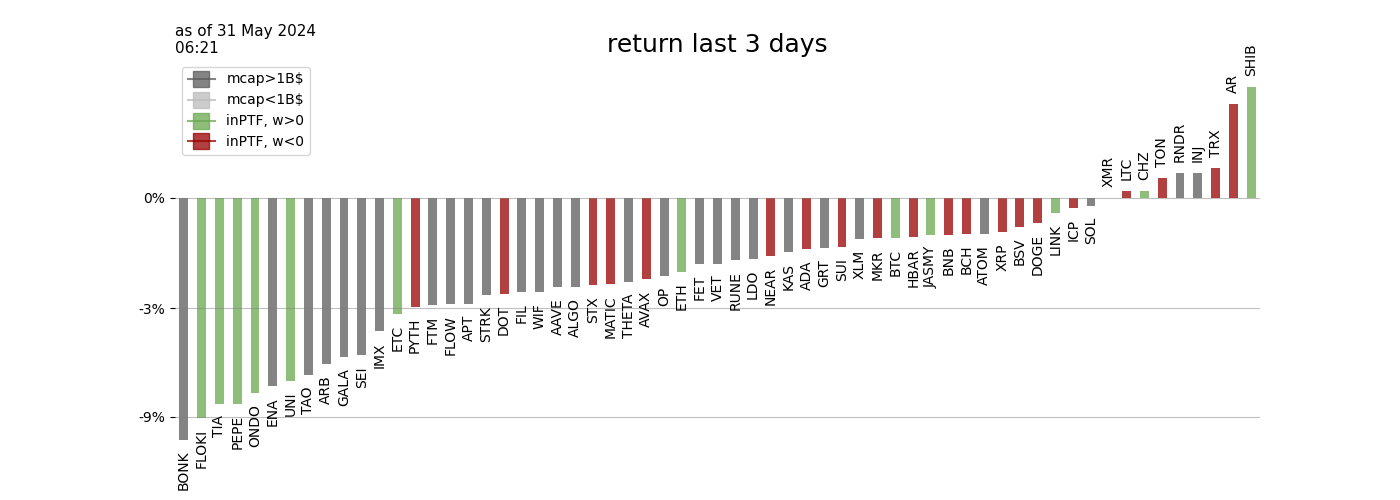 as of 31 May 2024
06:21
return last 3 days
mcap>1B$
mcap<1B$
inPTF, w>0
inPTF, w<0
0%
-3%
-9%
BONK
FLOKI
TIA
PEPE
ONDO
ENA
UNI
TAO
ARB
GALA
SEI
IMX
ETC
PYTH
FTM
FLOW
APT
STRK
DOT
FIL
WIF
AAVE
ALGO
STX
MATIC
THETA
AVAX
OP
ETH
FET
VET
RUNE
LDO
NEAR
KAS
ADA
GRT
SUI
XLM
MKR
BTC
HBAR
JASMY
BNB
BCH
ATOM
XRP
BSV
DOGE
LINK
ICP
SOL
XMR
LTC
CHZ
TON
RNDR
INJ
TRX
AR
SHIB